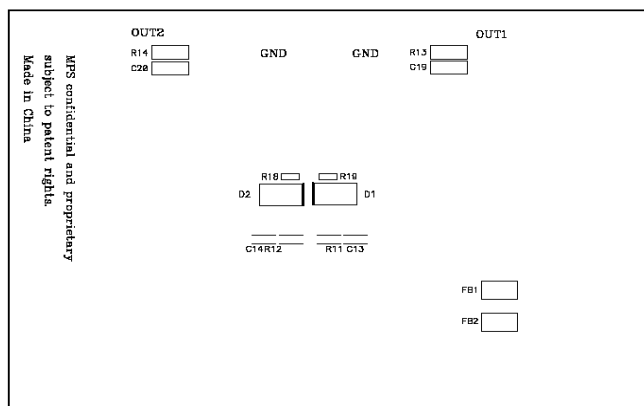 OUT2
OUT1
R14
GND
GND
R13
C20
C19
MPS confidential and proprietary
subject to patent rights.
Made in China
R18
R19
D2
D1
C14R12
R11 C13
FB1
FB2